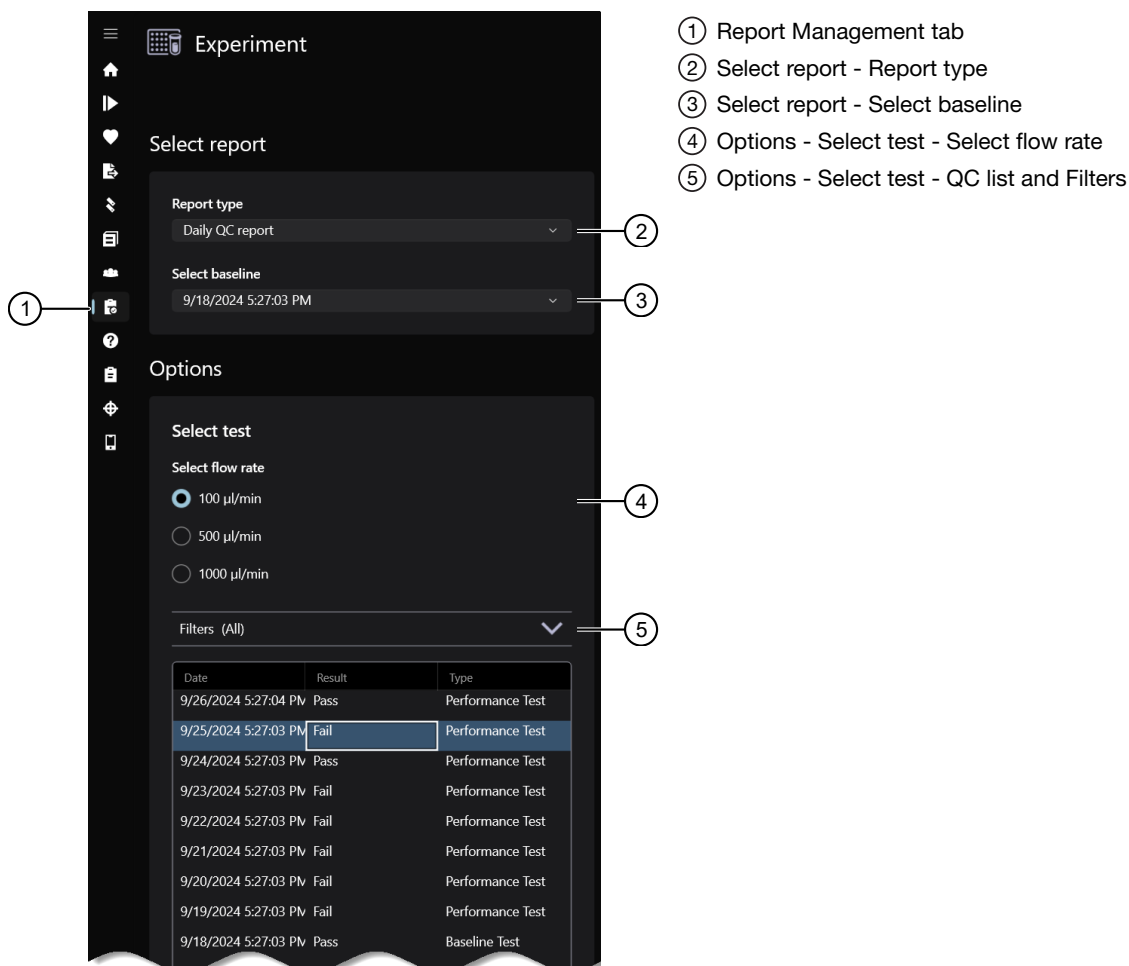 Experiment
Select report
Report type
Daily QC report
Select baseline
9/18/2024 5:27:03 PM
Options
Select test
Select flow rate
100 µl/min
500 µl/min
1000 µl/min
Filters (All)
Date Result Type
9/26/2024 5:27:04 PM Pass Performance Test
9/25/2024 5:27:03 PM Fail Performance Test
9/24/2024 5:27:03 PM Pass Performance Test
9/23/2024 5:27:03 PM Fail Performance Test
9/22/2024 5:27:03 PM Fail Performance Test
9/21/2024 5:27:03 PM Fail Performance Test
9/20/2024 5:27:03 PM Fail Performance Test
9/19/2024 5:27:03 PM Fail Performance Test
9/18/2024 5:27:03 PM Pass Baseline Test
1
2
3
4
5
1 Report Management tab
2 Select report - Report type
3 Select report - Select baseline
4 Options - Select test - Select flow rate
5 Options - Select test - QC list and Filters